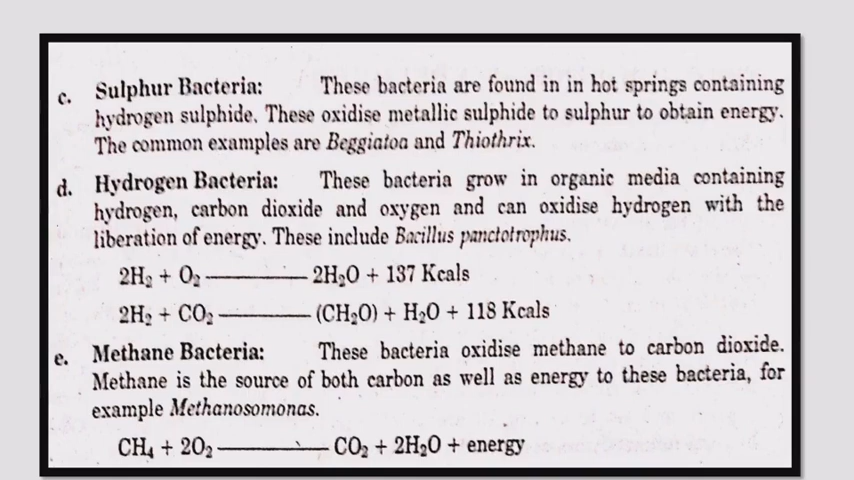 c. Sulphur Bacteria: These bacteria are found in in hot springs containing
hydrogen sulphide. These oxidise metallic sulphide to sulphur to obtain energy.
The common examples are Beggiatoa and Thiothrix.
d. Hydrogen Bacteria: These bacteria grow in organic media containing
hydrogen, carbon dioxide and oxygen and can oxidise hydrogen with the
liberation of energy. These include Bacillus panctotrophus.
2H₂ + O₂ ——— 2H₂O + 137 Kcals
2H₂ + CO₂ ——— (CH₂O) + H₂O + 118 Kcals
e. Methane Bacteria: These bacteria oxidise methane to carbon dioxide.
Methane is the source of both carbon as well as energy to these bacteria, for
example Methanosomonas.
CH₄ + 2O₂ ——— CO₂ + 2H₂O + energy